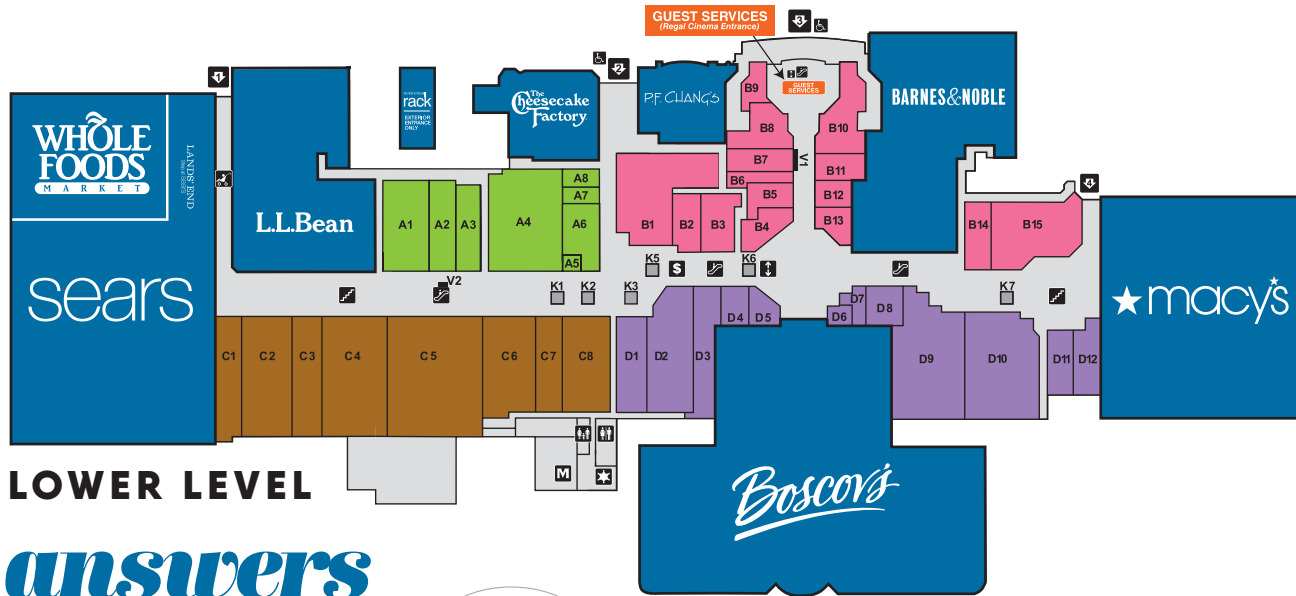 GUEST SERVICES
(Regal Cinema Entrance)
1
2
3
4
WHOLE
FOODS
MARKET
LANDS' END
sears
L.L.Bean
rack
EXTERIOR
ENTRANCE
ONLY
The
Cheesecake
Factory
P.F. CHANG'S
GUEST
SERVICES
BARNES&NOBLE
macy's
Boscov's
A1
A2
A3
A4
A5
A6
A7
A8
B1
B2
B3
B4
B5
B6
B7
B8
B9
B10
B11
B12
B13
B14
B15
V1
V2
K1
K2
K3
K5
K6
K7
$
i
C1
C2
C3
C4
C5
C6
C7
C8
D1
D2
D3
D4
D5
D6
D7
D8
D9
D10
D11
D12
M
LOWER LEVEL
answers